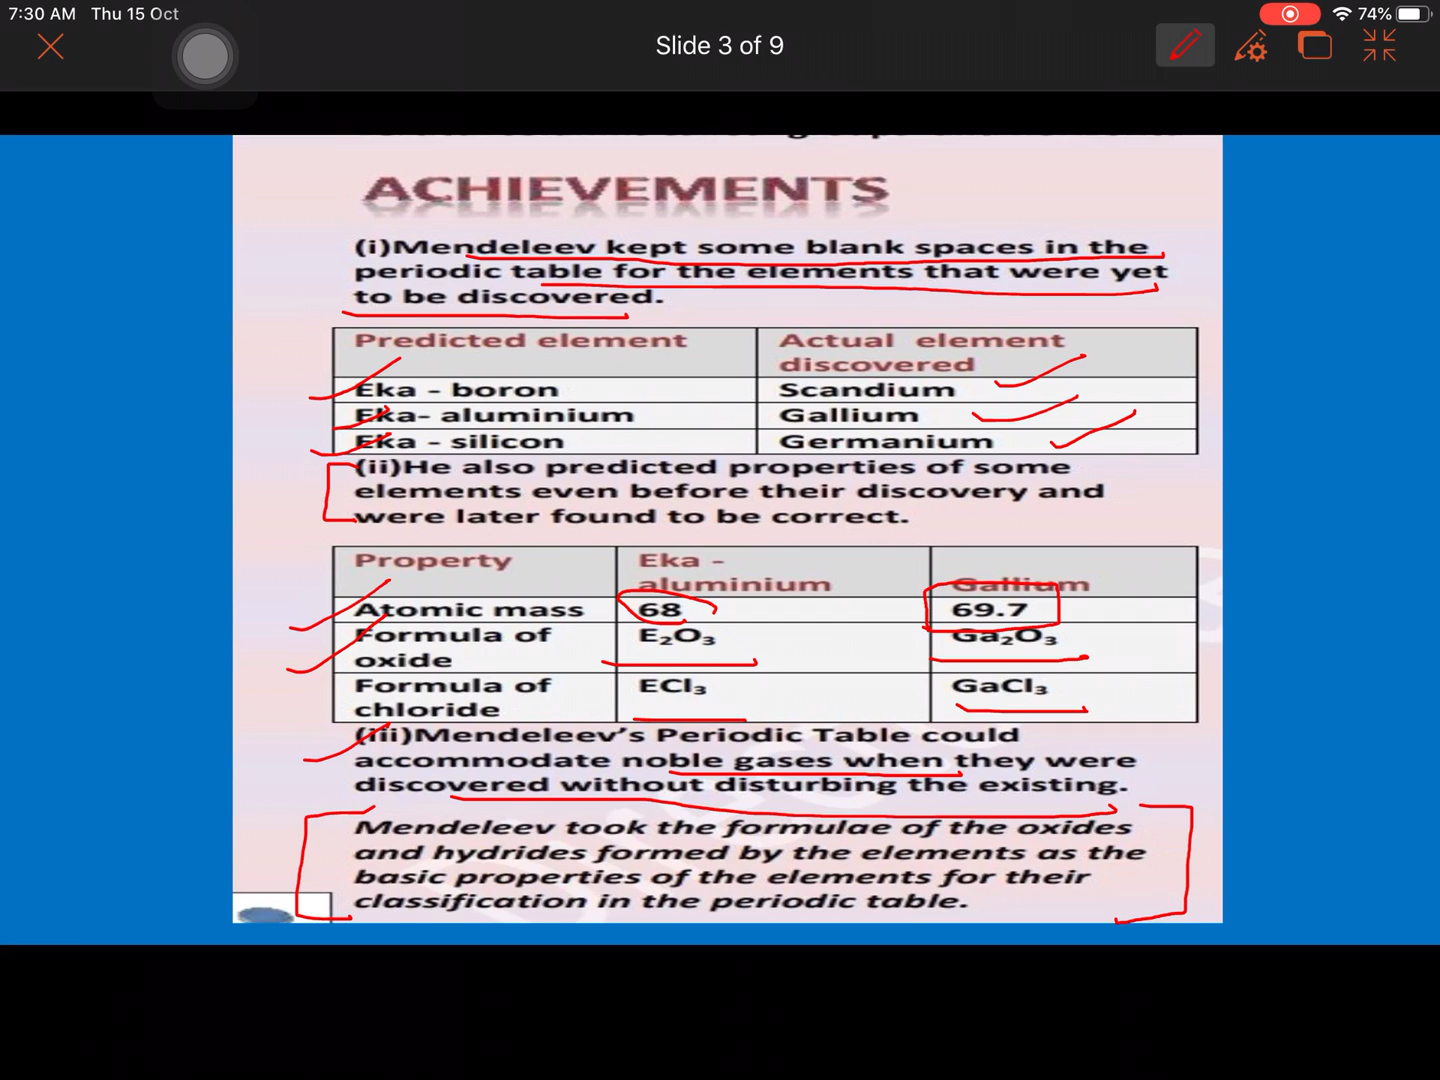 7:30 AM Thu 15 Oct
74%
Slide 3 of 9
ACHIEVEMENTS
(i)Mendeleev kept some blank spaces in the
periodic table for the elements that were yet
to be discovered.
Predicted element
Actual element
discovered
Eka - boron
Scandium
Eka- aluminium
Gallium
Eka - silicon
Germanium
(ii)He also predicted properties of some
elements even before their discovery and
were later found to be correct.
Property
Eka -
aluminium
Gallium
Atomic mass
68
69.7
Formula of
oxide
E₂O₃
Ga₂O₃
Formula of
chloride
ECl₃
GaCl₃
(iii)Mendeleev's Periodic Table could
accommodate noble gases when they were
discovered without disturbing the existing.
Mendeleev took the formulae of the oxides
and hydrides formed by the elements as the
basic properties of the elements for their
classification in the periodic table.